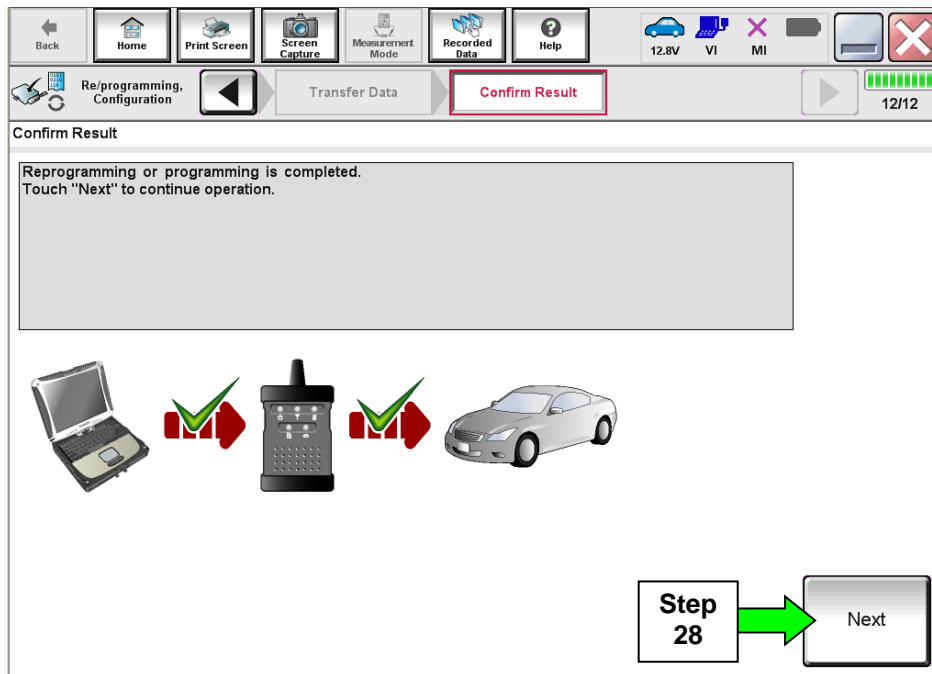 Back
Home
Print Screen
Screen
Capture
Measurement
Mode
Recorded
Data
Help
12.8V
VI
MI
Re/programming,
Configuration
Transfer Data
Confirm Result
12/12
Confirm Result
Reprogramming or programming is completed.
Touch "Next" to continue operation.
Step
28
Next